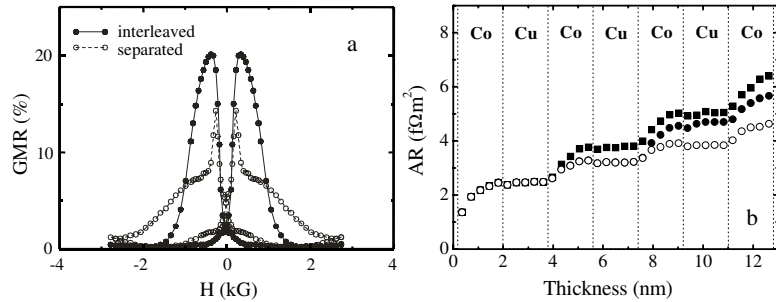 interleaved
separated
a
GMR (%)
20
10
0
-4
-2
0
2
4
H (kG)
Co
Cu
Co
Cu
Co
Cu
Co
AR (fΩm²)
8
6
4
2
0
b
0
2
4
6
8
10
12
Thickness (nm)